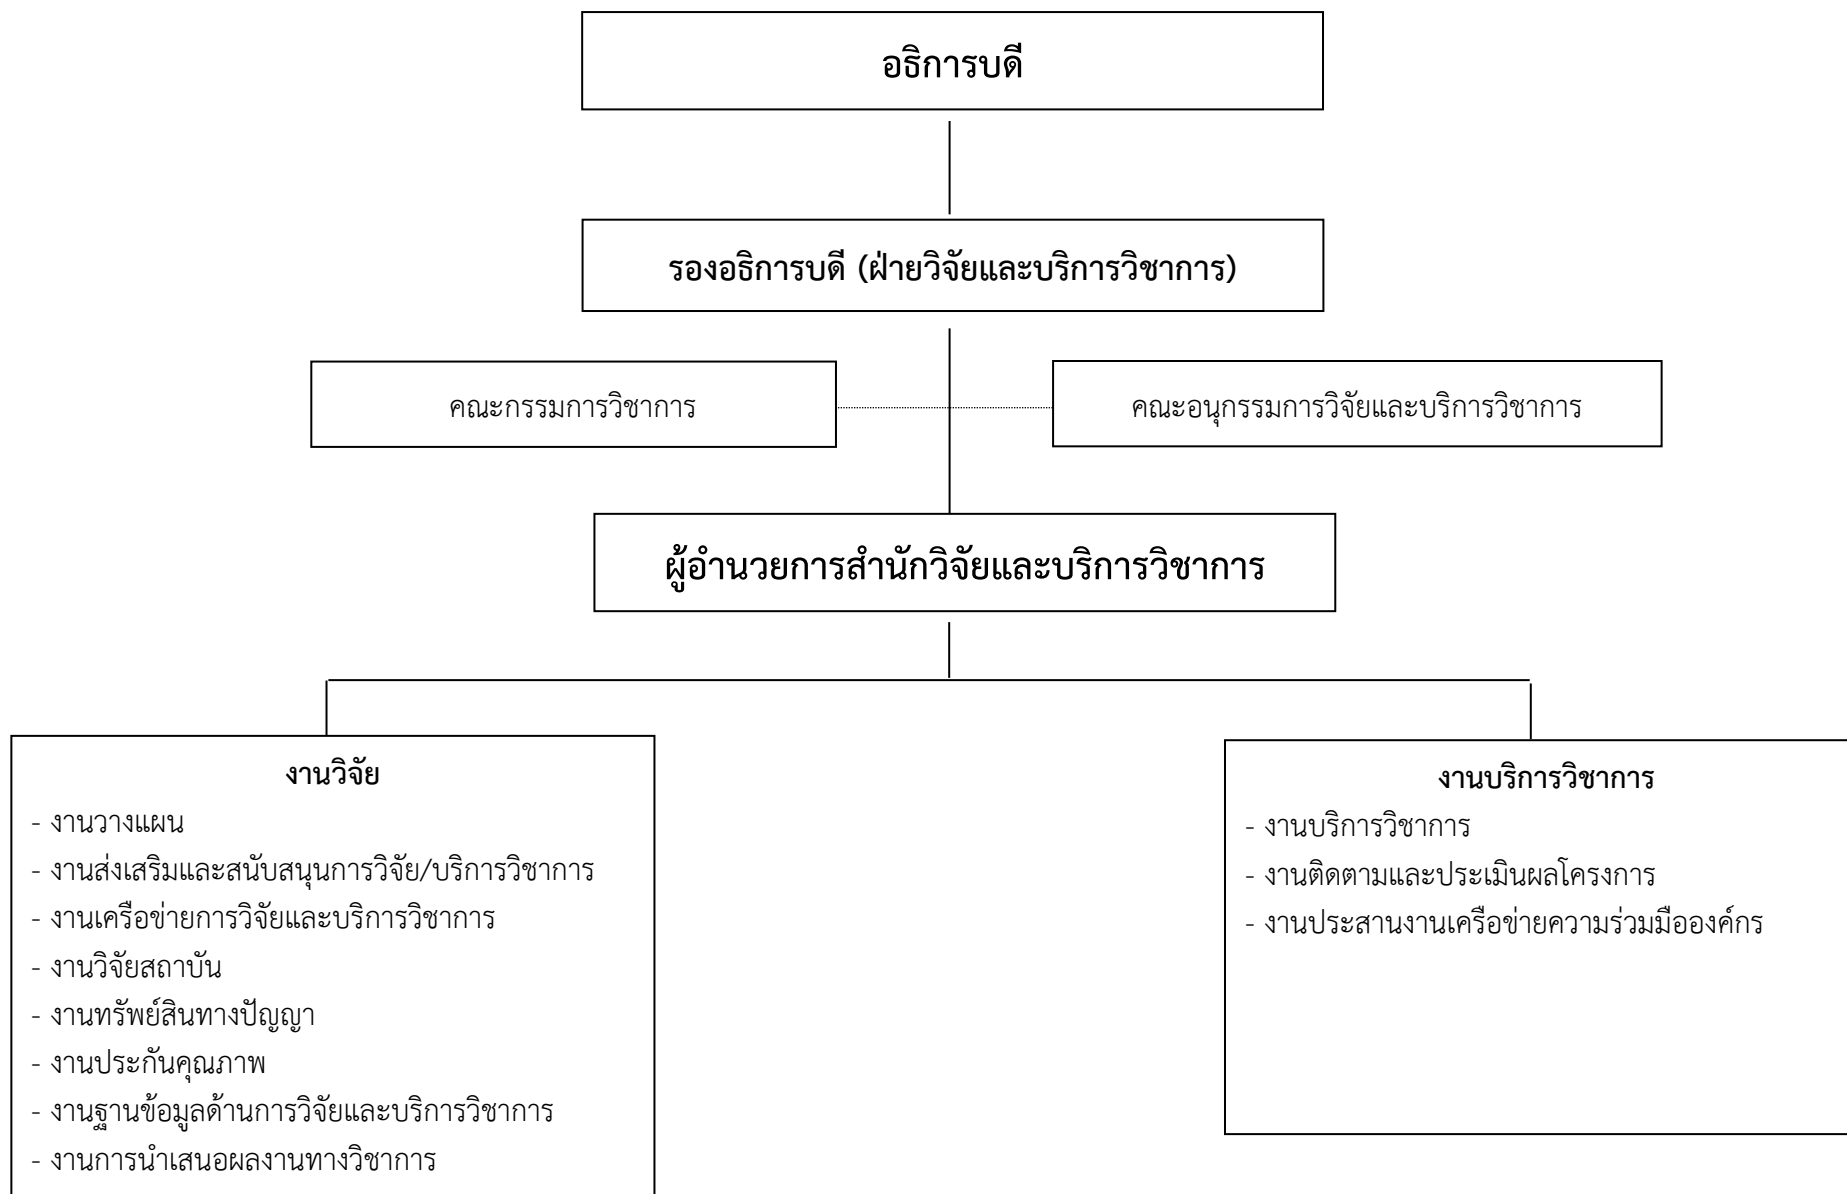 อธิการบดี
รองอธิการบดี (ฝ่ายวิจัยและบริการวิชาการ)
คณะกรรมการวิชาการ
คณะอนุกรรมการวิจัยและบริการวิชาการ
ผู้อำนวยการสำนักวิจัยและบริการวิชาการ
งานวิจัย
- งานวางแผน
- งานส่งเสริมและสนับสนุนการวิจัย/บริการวิชาการ
- งานเครือข่ายการวิจัยและบริการวิชาการ
- งานวิจัยสถาบัน
- งานทรัพย์สินทางปัญญา
- งานประกันคุณภาพ
- งานฐานข้อมูลด้านการวิจัยและบริการวิชาการ
- งานการนำเสนอผลงานทางวิชาการ
งานบริการวิชาการ
- งานบริการวิชาการ
- งานติดตามและประเมินผลโครงการ
- งานประสานงานเครือข่ายความร่วมมือองค์กร